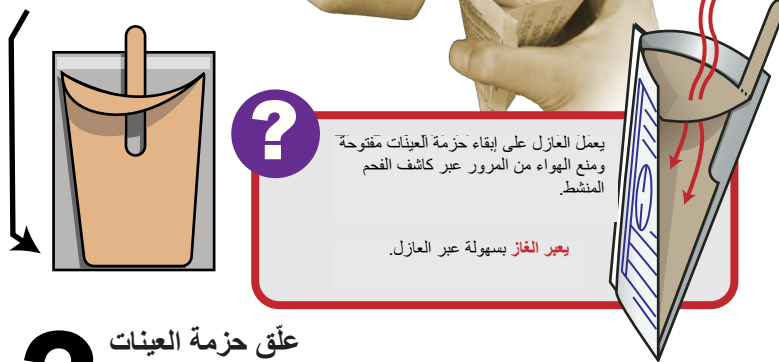 ?
يعمل العازل على إبقاء حزمة العينات مفتوحة
ومنع الهواء من المرور عبر كاشف الفحم
المنشط.
يعبر الغاز بسهولة عبر العازل.
علّق حزمة العينات